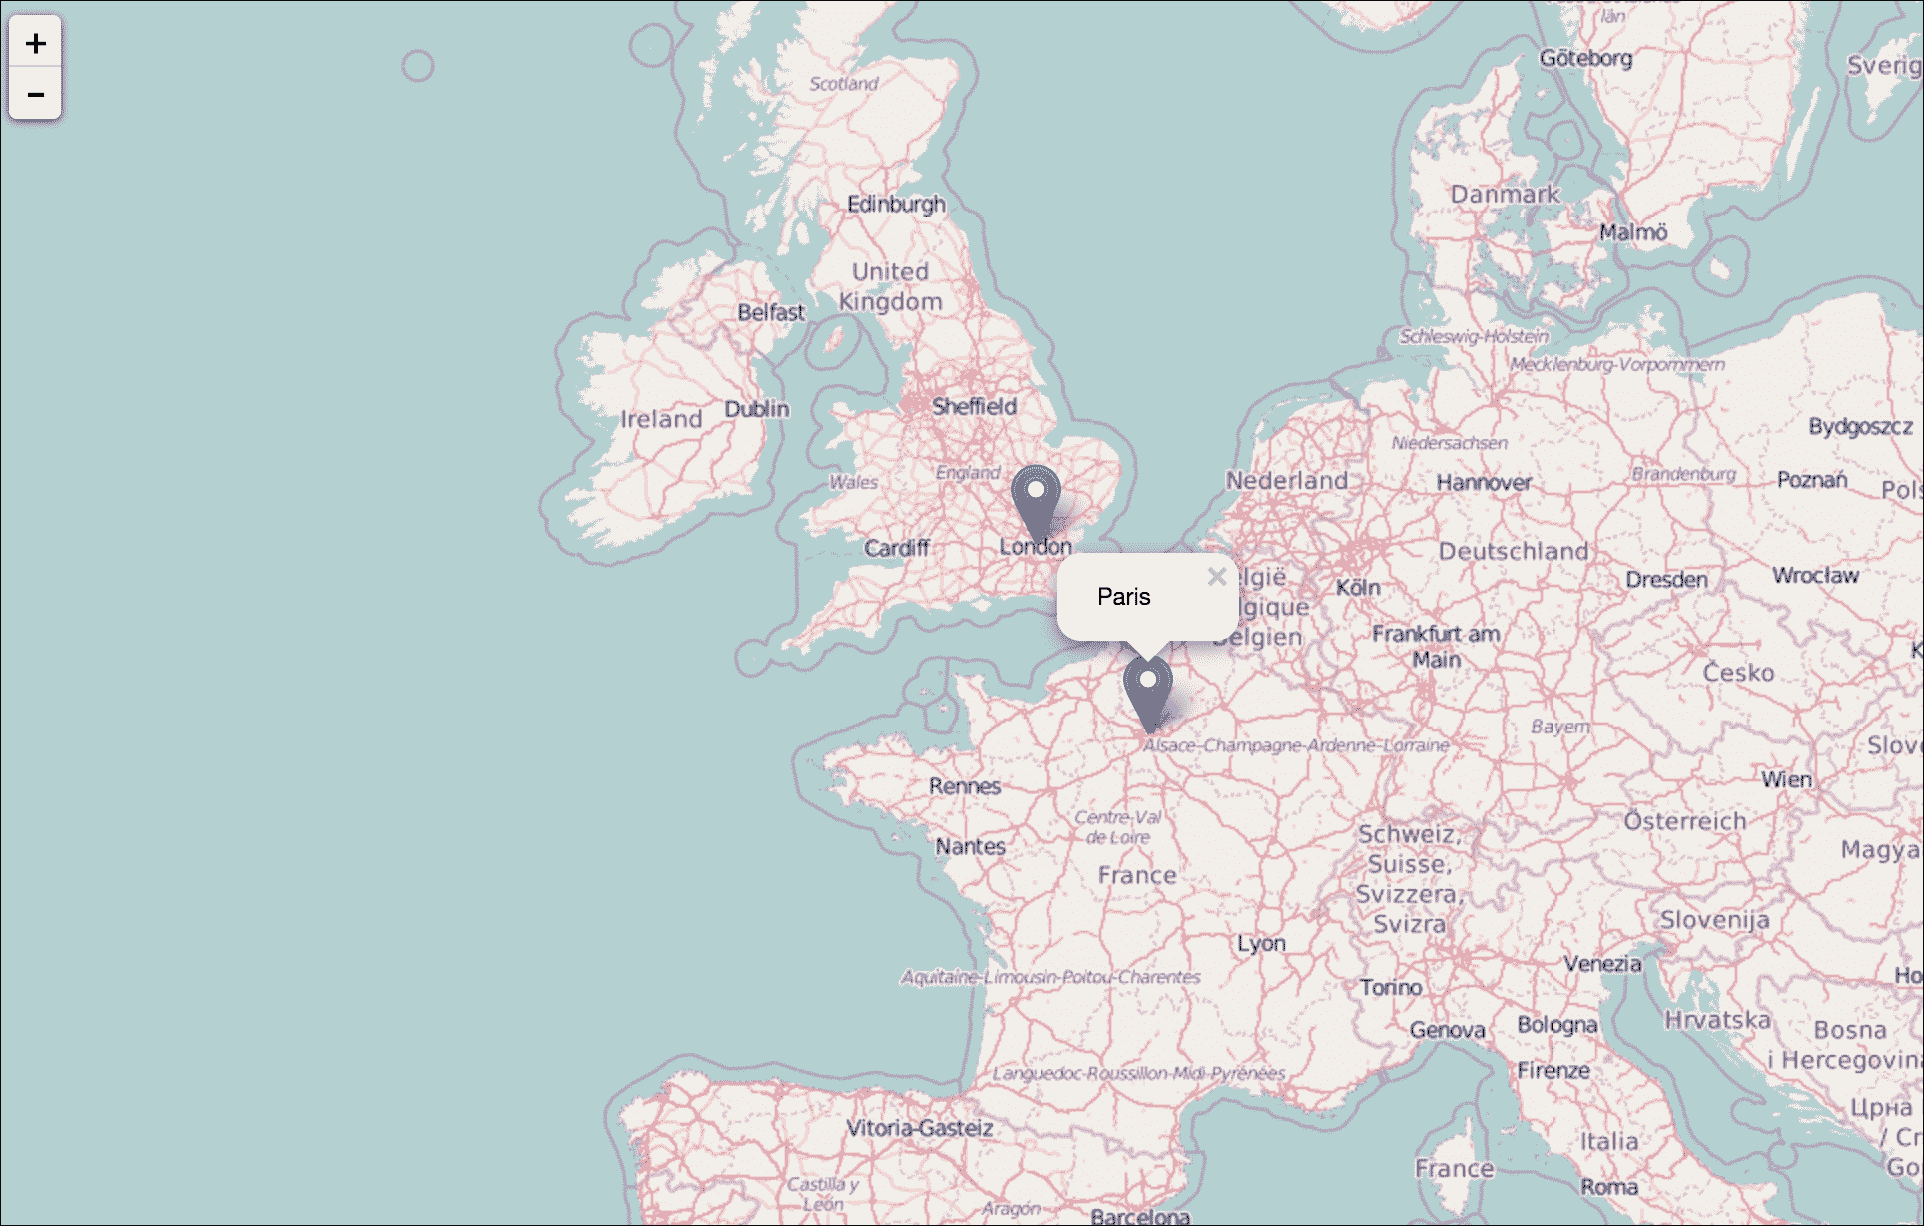 +
−
län
Göteborg
Sverig
Scotland
Edinburgh
Danmark
Malmö
United
Kingdom
Belfast
Schleswig-Holstein
Mecklenburg-Vorpommern
Ireland
Dublin
Sheffield
Bydgoszcz
Niedersachsen
England
Wales
Nederland
Hannover
Brandenburg
Poznań
Pols
Cardiff
London
Deutschland
Köln
Dresden
Wrocław
elgië
lgique
Belgien
×
Paris
Frankfurt am
Main
Česko
K
Alsace-Champagne-Ardenne-Lorraine
Bayern
Slov
Rennes
Wien
Centre-Val
de Loire
Österreich
Nantes
Schweiz,
Suisse,
Svizzera,
Svizra
Magya
France
Slovenija
Lyon
Venezia
Aquitaine-Limousin-Poitou-Charentes
Torino
Ho
Genova
Bologna
Hrvatska
Bosna
i Hercegovina
Firenze
Languedoc-Roussillon-Midi-Pyrénées
Црна
/ Cr
Go
Vitoria-Gasteiz
Italia
France
Roma
Castilla y
León
Aragón
Barcelona